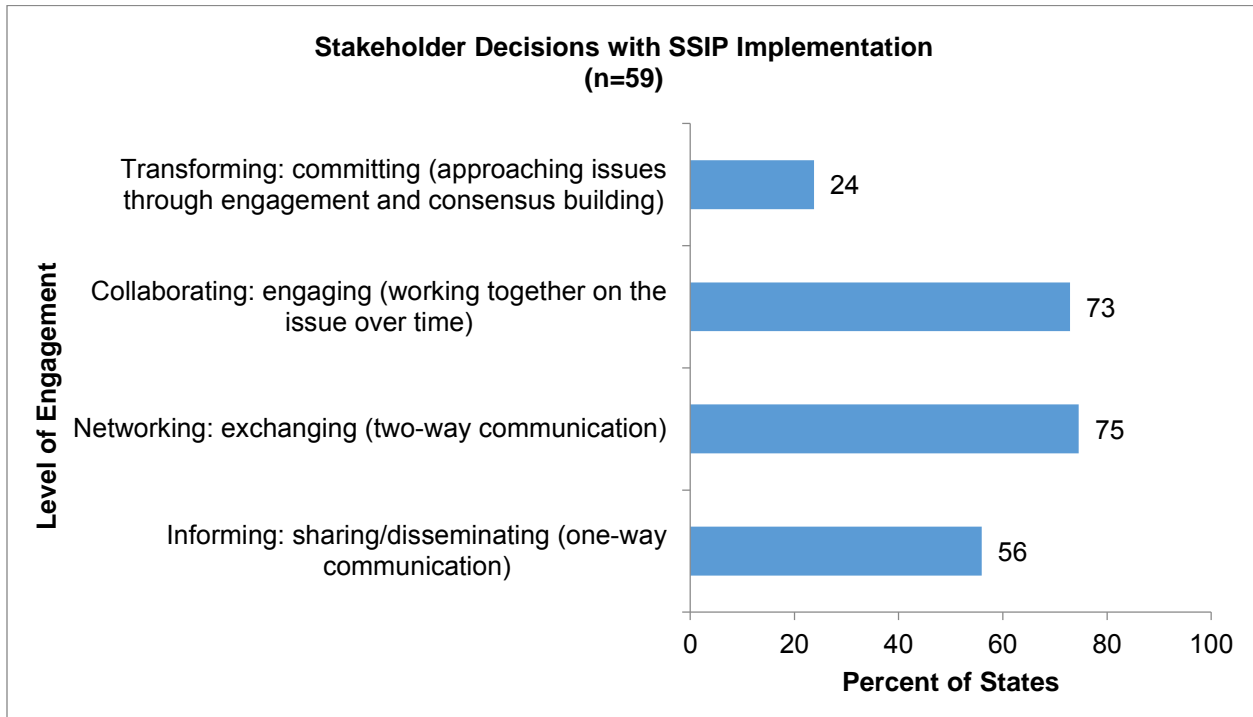 Stakeholder Decisions with SSIP Implementation
(n=59)
Level of Engagement
Transforming: committing (approaching issues
through engagement and consensus building)
24
Collaborating: engaging (working together on the
issue over time)
73
Networking: exchanging (two-way communication)
75
Informing: sharing/disseminating (one-way
communication)
56
0 20 40 60 80 100
Percent of States